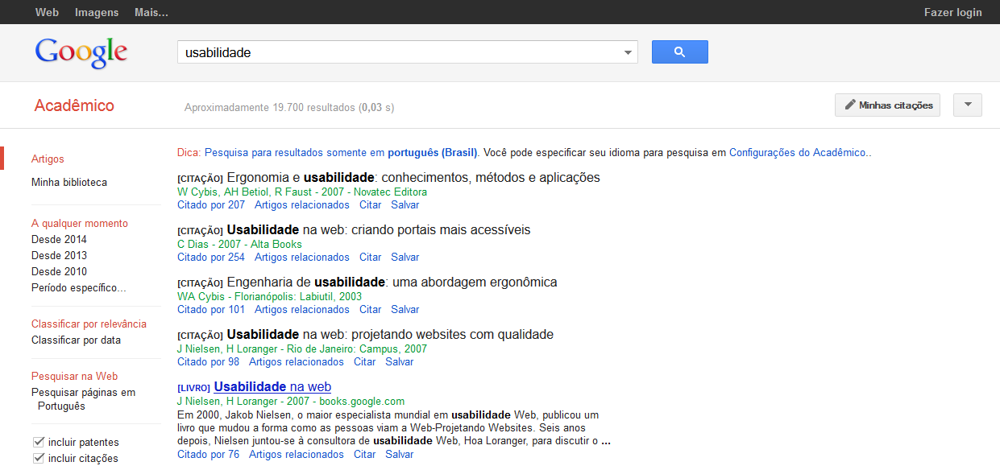 Web Imagens Mais... Fazer login
Google usabilidade
Acadêmico Aproximadamente 19.700 resultados (0,03 s) Minhas citações
Artigos
Minha biblioteca
A qualquer momento
Desde 2014
Desde 2013
Desde 2010
Período específico...
Classificar por relevância
Classificar por data
Pesquisar na Web
Pesquisar páginas em
Português
incluir patentes
incluir citações
Dica: Pesquisa para resultados somente em português (Brasil). Você pode especificar seu idioma para pesquisa em Configurações do Acadêmico..
[CITAÇÃO] Ergonomia e usabilidade: conhecimentos, métodos e aplicações
W Cybis, AH Betiol, R Faust - 2007 - Novatec Editora
Citado por 207 Artigos relacionados Citar Salvar
[CITAÇÃO] Usabilidade na web: criando portais mais acessíveis
C Dias - 2007 - Alta Books
Citado por 254 Artigos relacionados Citar Salvar
[CITAÇÃO] Engenharia de usabilidade: uma abordagem ergonômica
WA Cybis - Florianópolis: Labiutil, 2003
Citado por 101 Artigos relacionados Citar Salvar
[CITAÇÃO] Usabilidade na web: projetando websites com qualidade
J Nielsen, H Loranger - Rio de Janeiro: Campus, 2007
Citado por 98 Artigos relacionados Citar Salvar
[LIVRO] Usabilidade na web
J Nielsen, H Loranger - 2007 - books.google.com
Em 2000, Jakob Nielsen, o maior especialista mundial em usabilidade Web, publicou um
livro que mudou a forma como as pessoas viam a Web-Projetando Websites. Seis anos
depois, Nielsen juntou-se à consultora de usabilidade Web, Hoa Loranger, para discutir o ...
Citado por 76 Artigos relacionados Citar Salvar